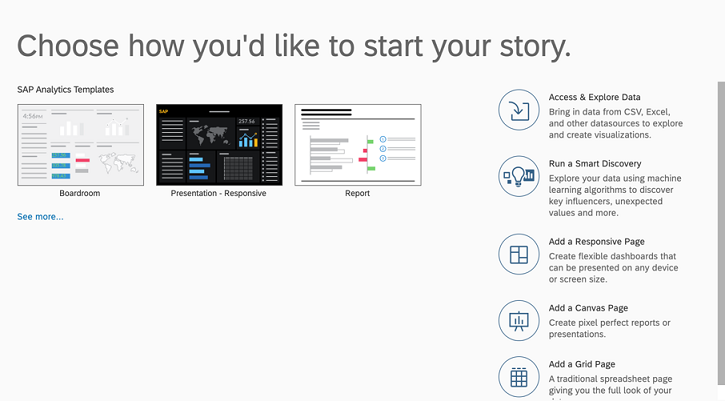 Choose how you'd like to start your story.
SAP Analytics Templates
4:56PM
SAP
257.56
Boardroom
Presentation - Responsive
Report
See more...
Access & Explore Data
Bring in data from CSV, Excel,
and other datasources to explore
and create visualizations.
Run a Smart Discovery
Explore your data using machine
learning algorithms to discover
key influencers, unexpected
values and more.
Add a Responsive Page
Create flexible dashboards that
can be presented on any device
or screen size.
Add a Canvas Page
Create pixel perfect reports or
presentations.
Add a Grid Page
A traditional spreadsheet page
giving you the full look of your